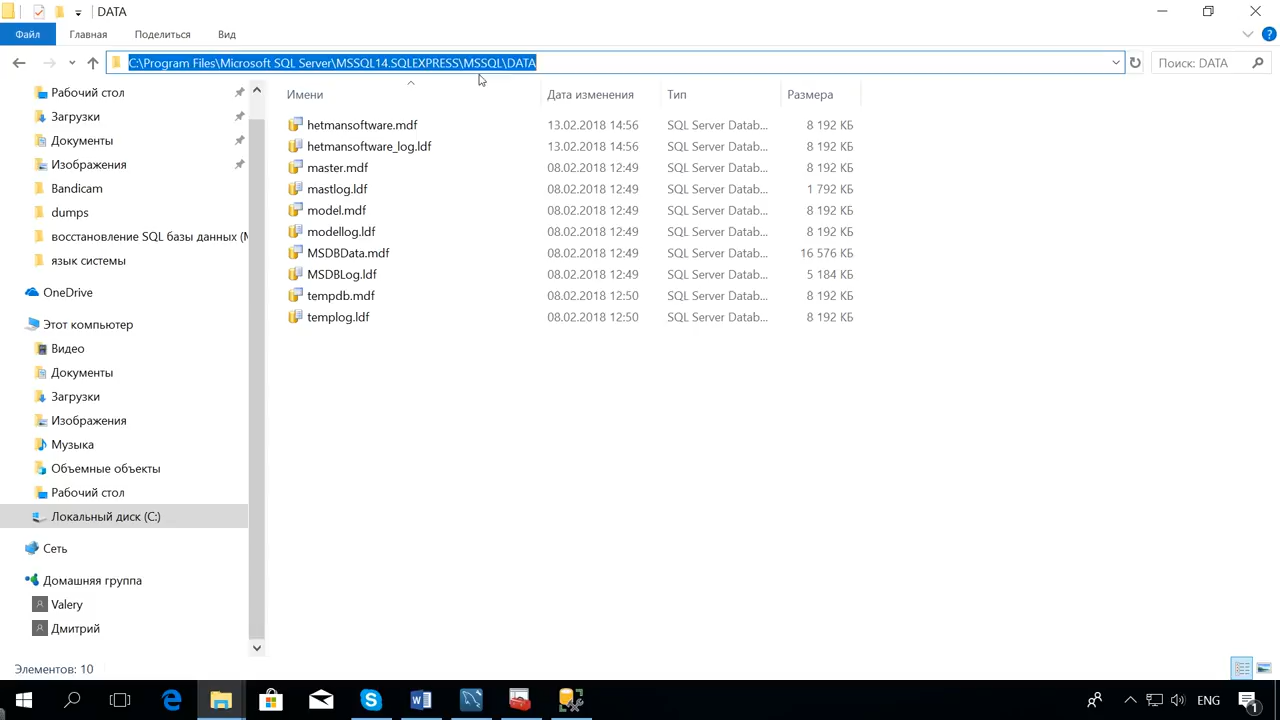 DATA
Файл Главная Поделиться Вид
C:\Program Files\Microsoft SQL Server\MSSQL14.SQLEXPRESS\MSSQL\DATA
Поиск: DATA
Рабочий стол
Загрузки
Документы
Изображения
Bandicam
dumps
восстановление SQL базы данных (М
язык системы
OneDrive
Этот компьютер
Видео
Документы
Загрузки
Изображения
Музыка
Объемные объекты
Рабочий стол
Локальный диск (C:)
Сеть
Домашняя группа
Valery
Дмитрий
Имени Дата изменения Тип Размера
hetmansoftware.mdf 13.02.2018 14:56 SQL Server Datab... 8 192 КБ
hetmansoftware_log.ldf 13.02.2018 14:56 SQL Server Datab... 8 192 КБ
master.mdf 08.02.2018 12:49 SQL Server Datab... 8 192 КБ
mastlog.ldf 08.02.2018 12:49 SQL Server Datab... 1 792 КБ
model.mdf 08.02.2018 12:49 SQL Server Datab... 8 192 КБ
modellog.ldf 08.02.2018 12:49 SQL Server Datab... 8 192 КБ
MSDBData.mdf 08.02.2018 12:49 SQL Server Datab... 16 576 КБ
MSDBLog.ldf 08.02.2018 12:49 SQL Server Datab... 5 184 КБ
tempdb.mdf 08.02.2018 12:50 SQL Server Datab... 8 192 КБ
templog.ldf 08.02.2018 12:50 SQL Server Datab... 8 192 КБ
Элементов: 10
ENG
1